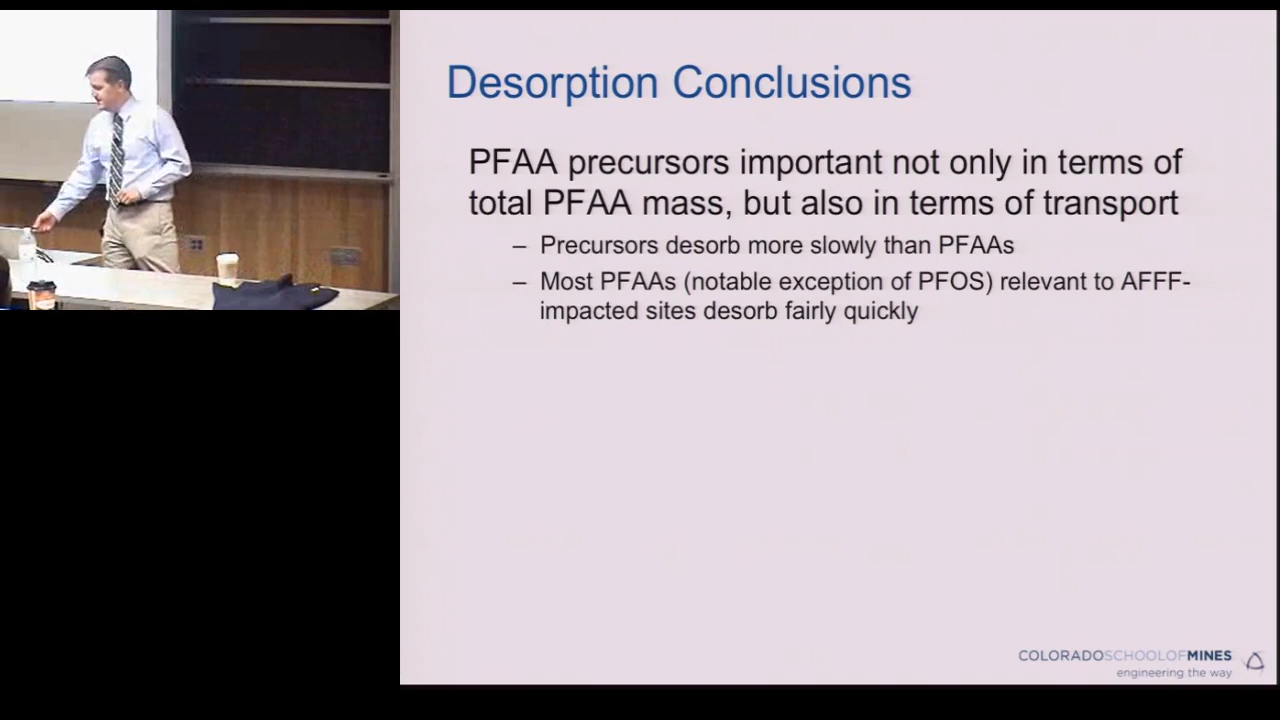 Desorption Conclusions
PFAA precursors important not only in terms of
total PFAA mass, but also in terms of transport
– Precursors desorb more slowly than PFAAs
– Most PFAAs (notable exception of PFOS) relevant to AFFF-
impacted sites desorb fairly quickly
COLORADOSCHOOLOFMINES
engineering the way